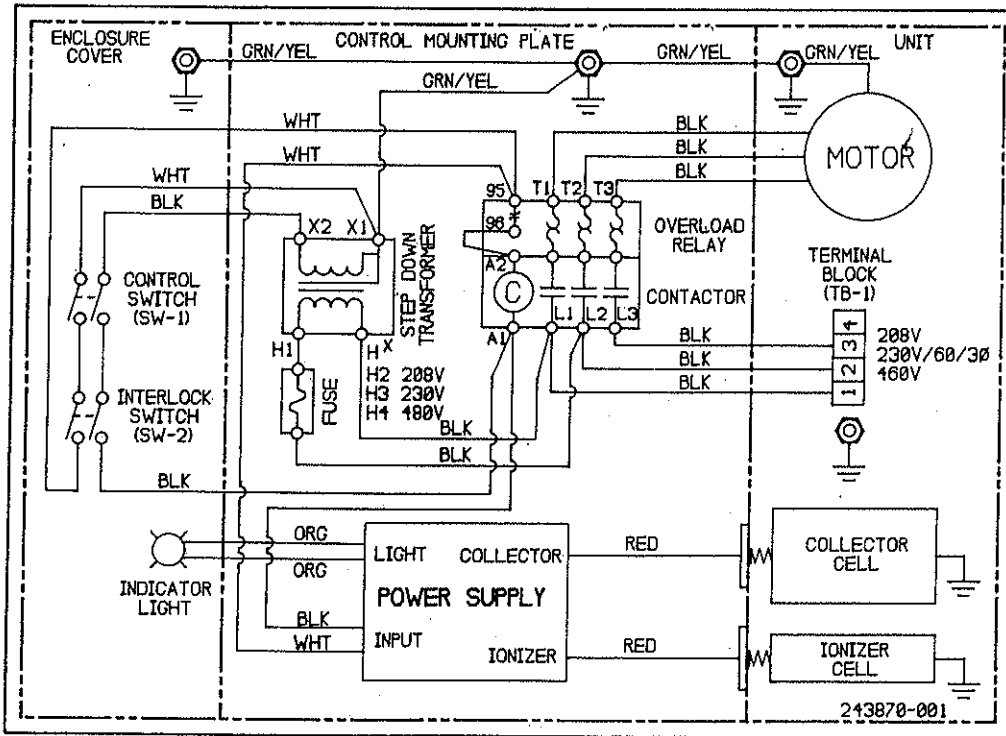 ENCLOSURE
COVER
CONTROL MOUNTING PLATE
UNIT
GRN/YEL
GRN/YEL
GRN/YEL
GRN/YEL
WHT
WHT
WHT
BLK
BLK
BLK
BLK
MOTOR
X2
X1
95
T1
T2
T3
96
A2
C
A1
L1
L2
L3
OVERLOAD
RELAY
CONTACTOR
STEP DOWN
TRANSFORMER
CONTROL
SWITCH
(SW-1)
INTERLOCK
SWITCH
(SW-2)
H1
HX
FUSE
H2 208V
H3 230V
H4 480V
TERMINAL
BLOCK
(TB-1)
4
3
2
1
208V
230V/60/3Ø
460V
BLK
BLK
BLK
BLK
BLK
BLK
INDICATOR
LIGHT
ORG
ORG
BLK
WHT
LIGHT
COLLECTOR
POWER SUPPLY
INPUT
IONIZER
RED
RED
COLLECTOR
CELL
IONIZER
CELL
243870-001